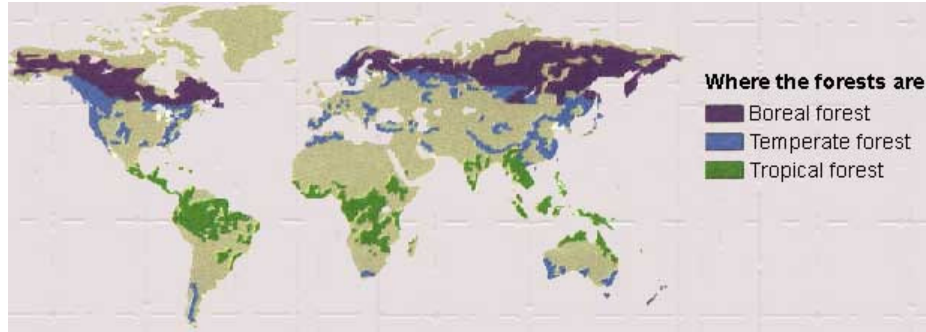 Where the forests are
Boreal forest
Temperate forest
Tropical forest